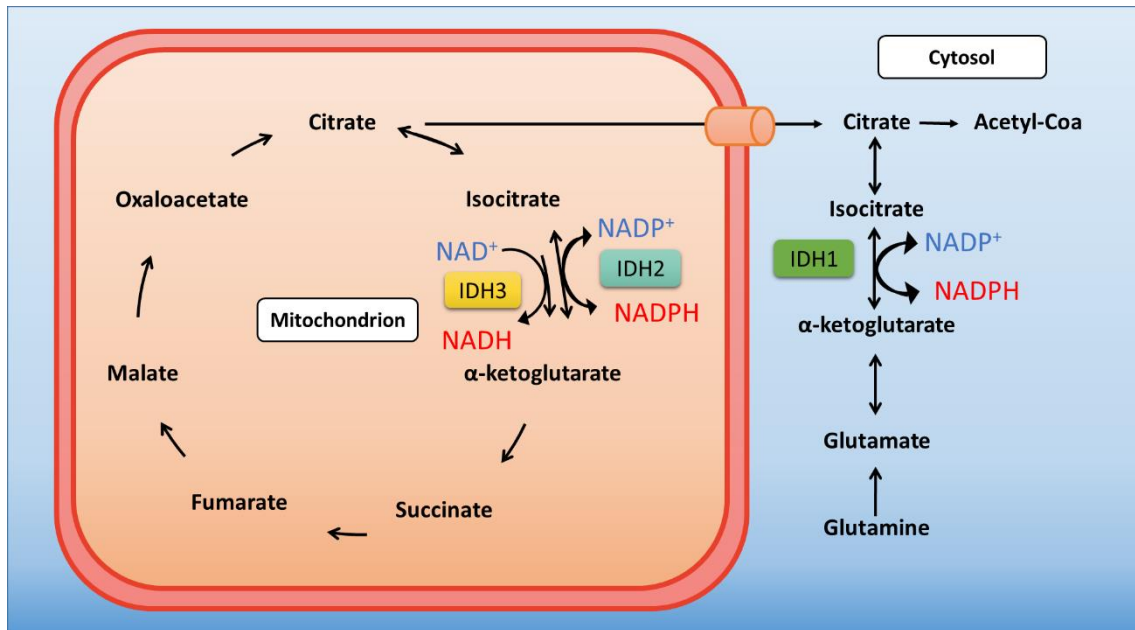 Cytosol
Citrate
Citrate
Acetyl-Coa
Oxaloacetate
Isocitrate
Isocitrate
NAD⁺
NADP⁺
IDH3
IDH2
IDH1
NADP⁺
Mitochondrion
NADH
NADPH
NADPH
Malate
α-ketoglutarate
α-ketoglutarate
Fumarate
Succinate
Glutamate
Glutamine